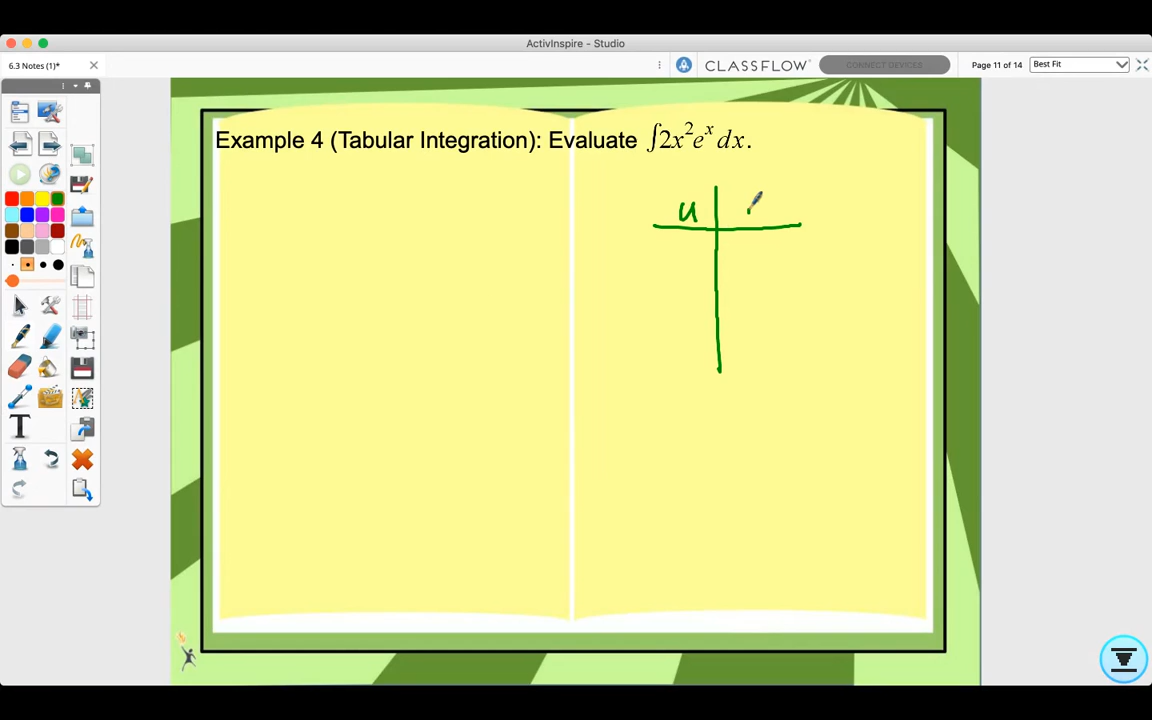 ActivInspire - Studio
6.3 Notes (1)*
CLASSFLOW
CONNECT DEVICES
Page 11 of 14
Best Fit
Example 4 (Tabular Integration): Evaluate ∫2x²eˣ dx.
u
T